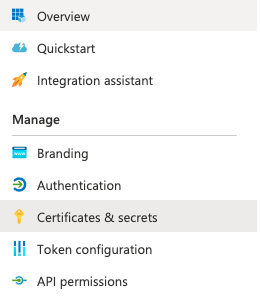 Overview
Quickstart
Integration assistant
Manage
Branding
Authentication
Certificates & secrets
Token configuration
API permissions